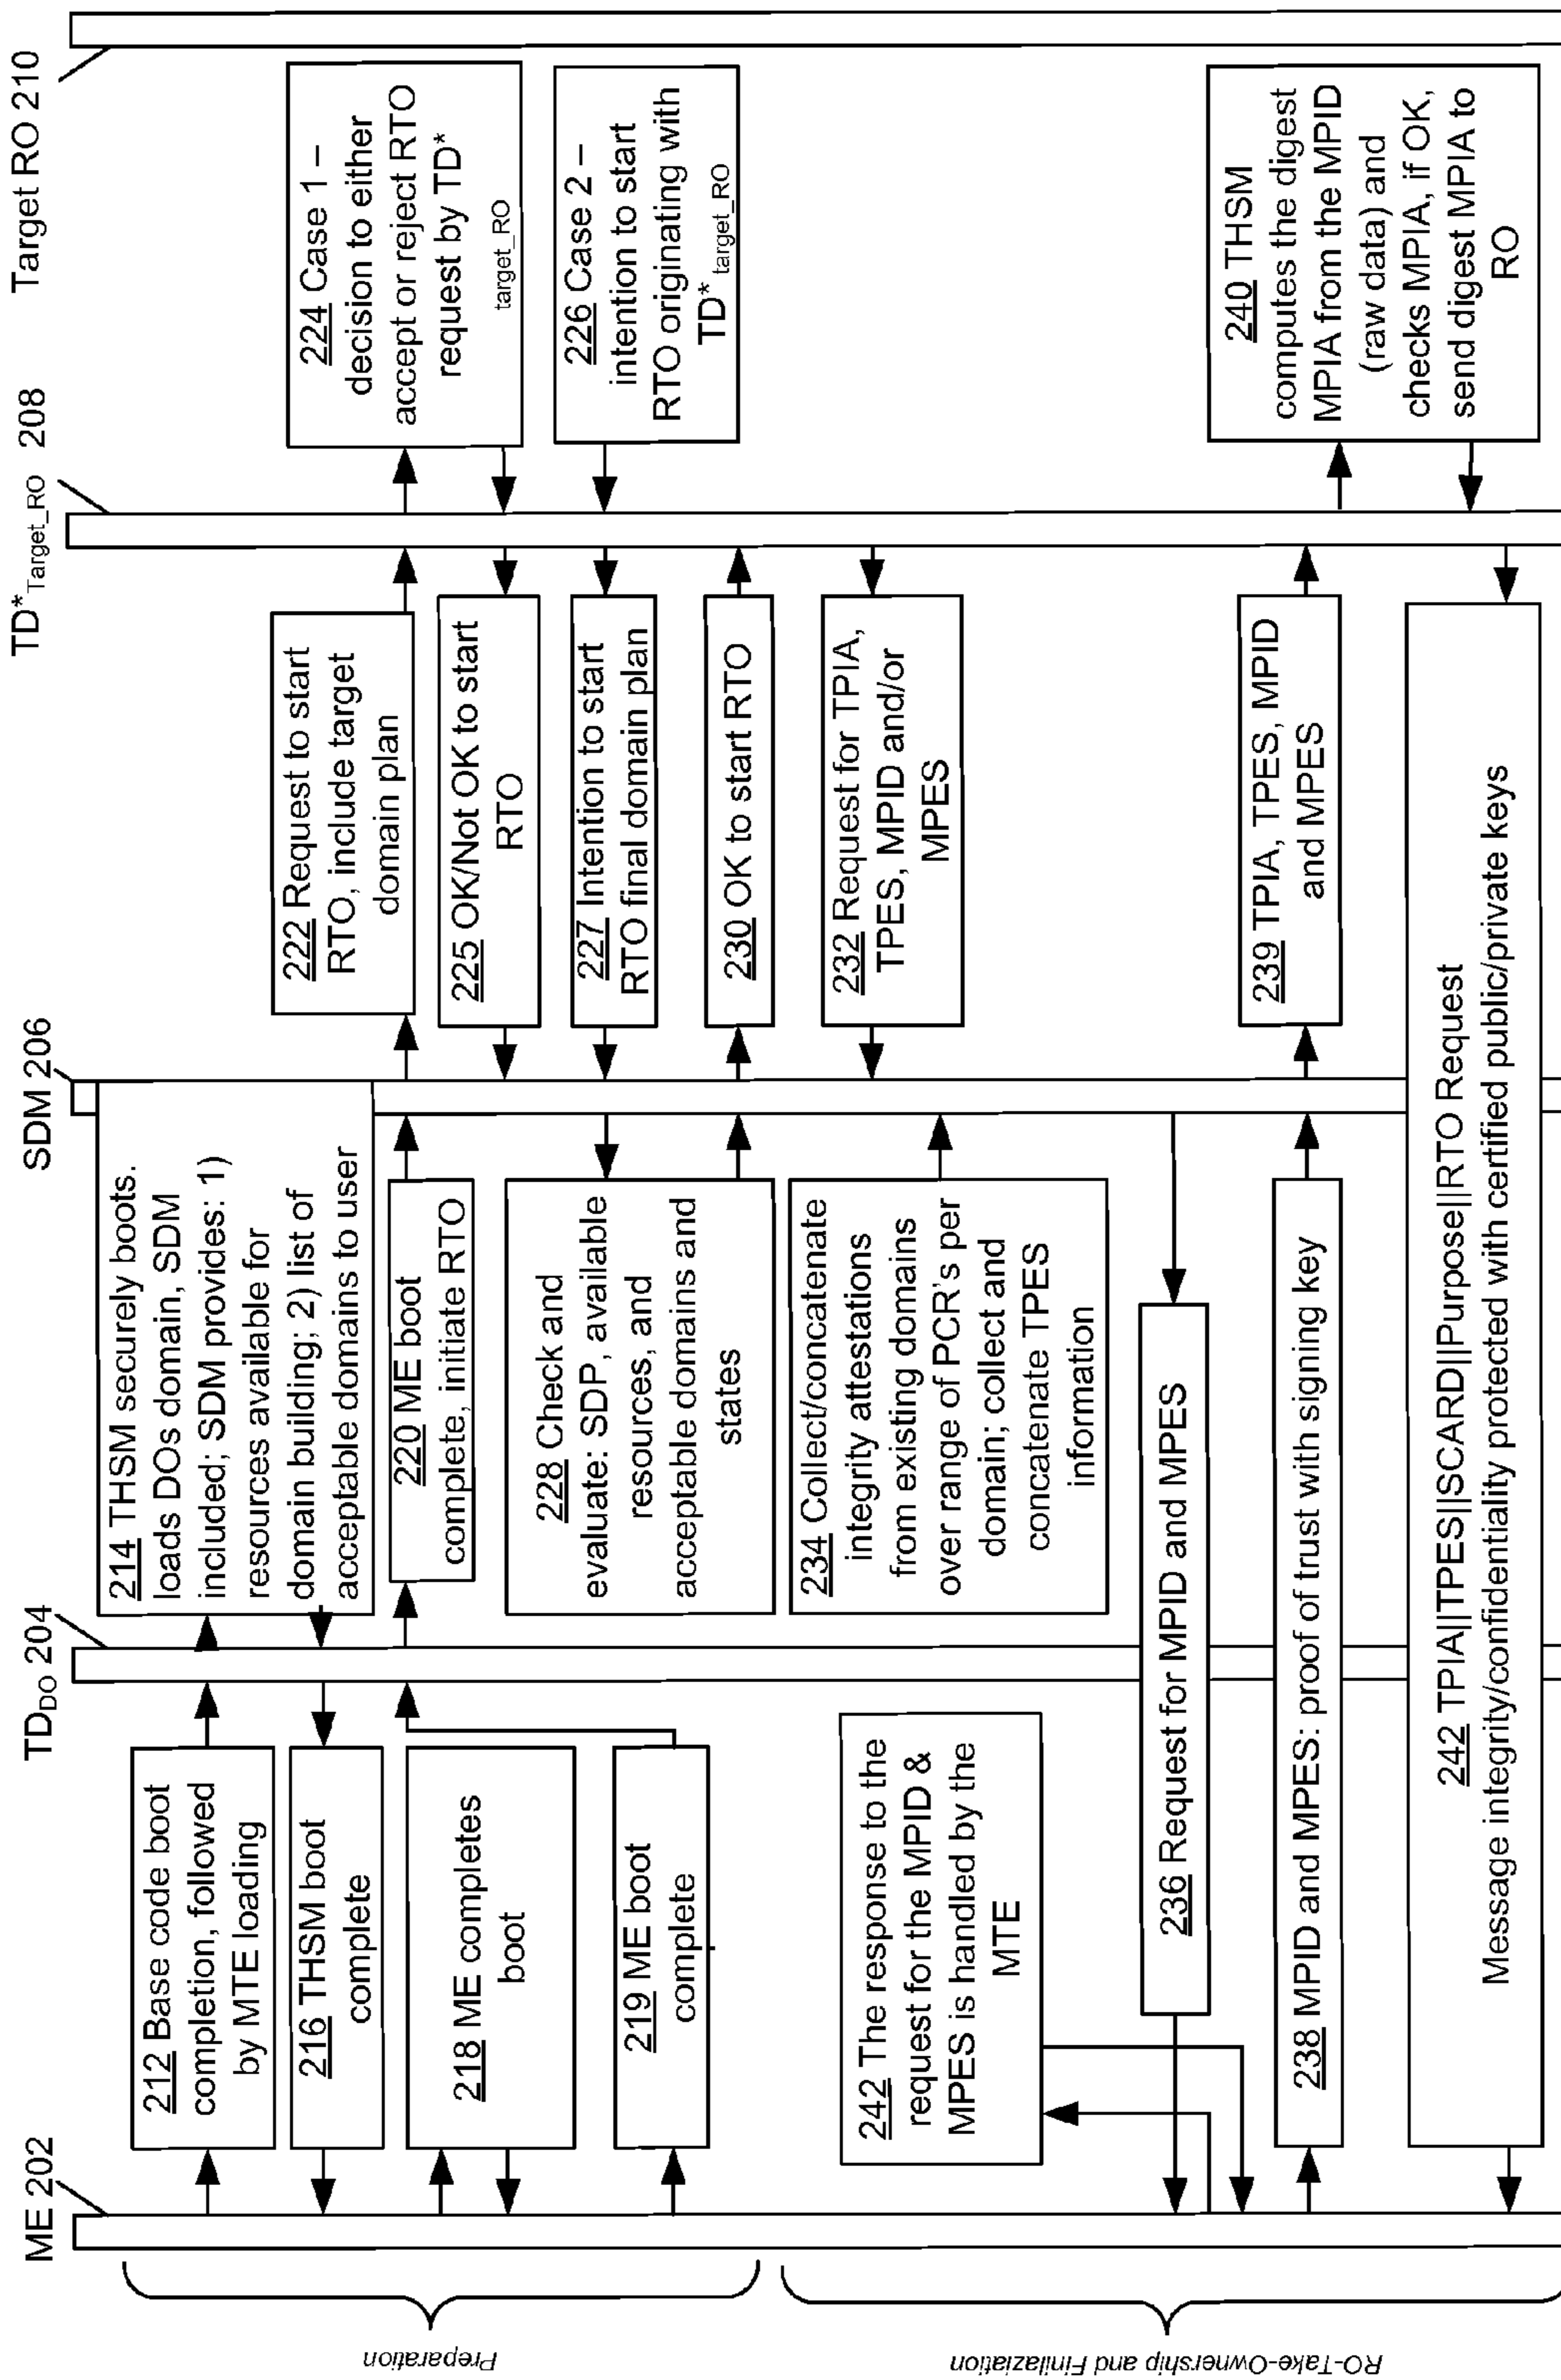 ME 202
TD DO 204
SDM 206
TD* Target_RO 208
Target RO 210
Preparation
212 Base code boot
completion, followed
by MTE loading
214 THSM securely boots.
loads DOs domain, SDM
included; SDM provides: 1)
resources available for
domain building; 2) list of
acceptable domains to user
216 THSM boot
complete
218 ME completes
boot
219 ME boot
complete
220 ME boot
complete, initiate RTO
222 Request to start
RTO, include target
domain plan
224 Case 1 –
decision to either
accept or reject RTO
request by TD*
target_RO
225 OK/Not OK to start
RTO
226 Case 2 –
intention to start
RTO originating with
TD* target_RO
227 Intention to start
RTO final domain plan
228 Check and
evaluate: SDP, available
resources, and
acceptable domains and
states
230 OK to start RTO
RO-Take-Ownership and Finilaziation
232 Request for TPIA,
TPES, MPID and/or
MPES
234 Collect/concatenate
integrity attestations
from existing domains
over range of PCR's per
domain; collect and
concatenate TPES
information
242 The response to the
request for the MPID &
MPES is handled by the
MTE
236 Request for MPID and MPES
238 MPID and MPES: proof of trust with signing key
239 TPIA, TPES, MPID
and MPES
240 THSM
computes the digest
MPIA from the MPID
(raw data) and
checks MPIA, if OK,
send digest MPIA to
RO
242 TPIA||TPES||SCARD||Purpose||RTO Request
Message integrity/confidentiality protected with certified public/private keys